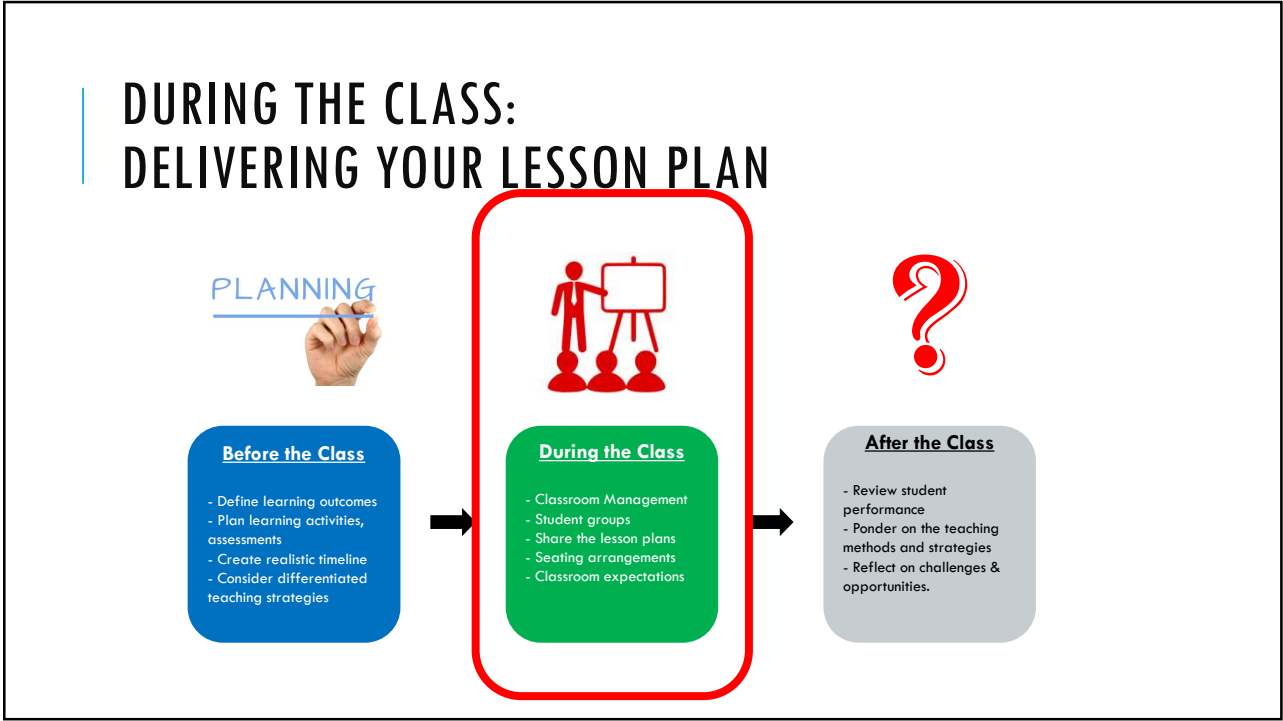 DURING THE CLASS:
DELIVERING YOUR LESSON PLAN
PLANNING
?
Before the Class
- Define learning outcomes
- Plan learning activities,
assessments
- Create realistic timeline
- Consider differentiated
teaching strategies
During the Class
- Classroom Management
- Student groups
- Share the lesson plans
- Seating arrangements
- Classroom expectations
After the Class
- Review student
performance
- Ponder on the teaching
methods and strategies
- Reflect on challenges &
opportunities.